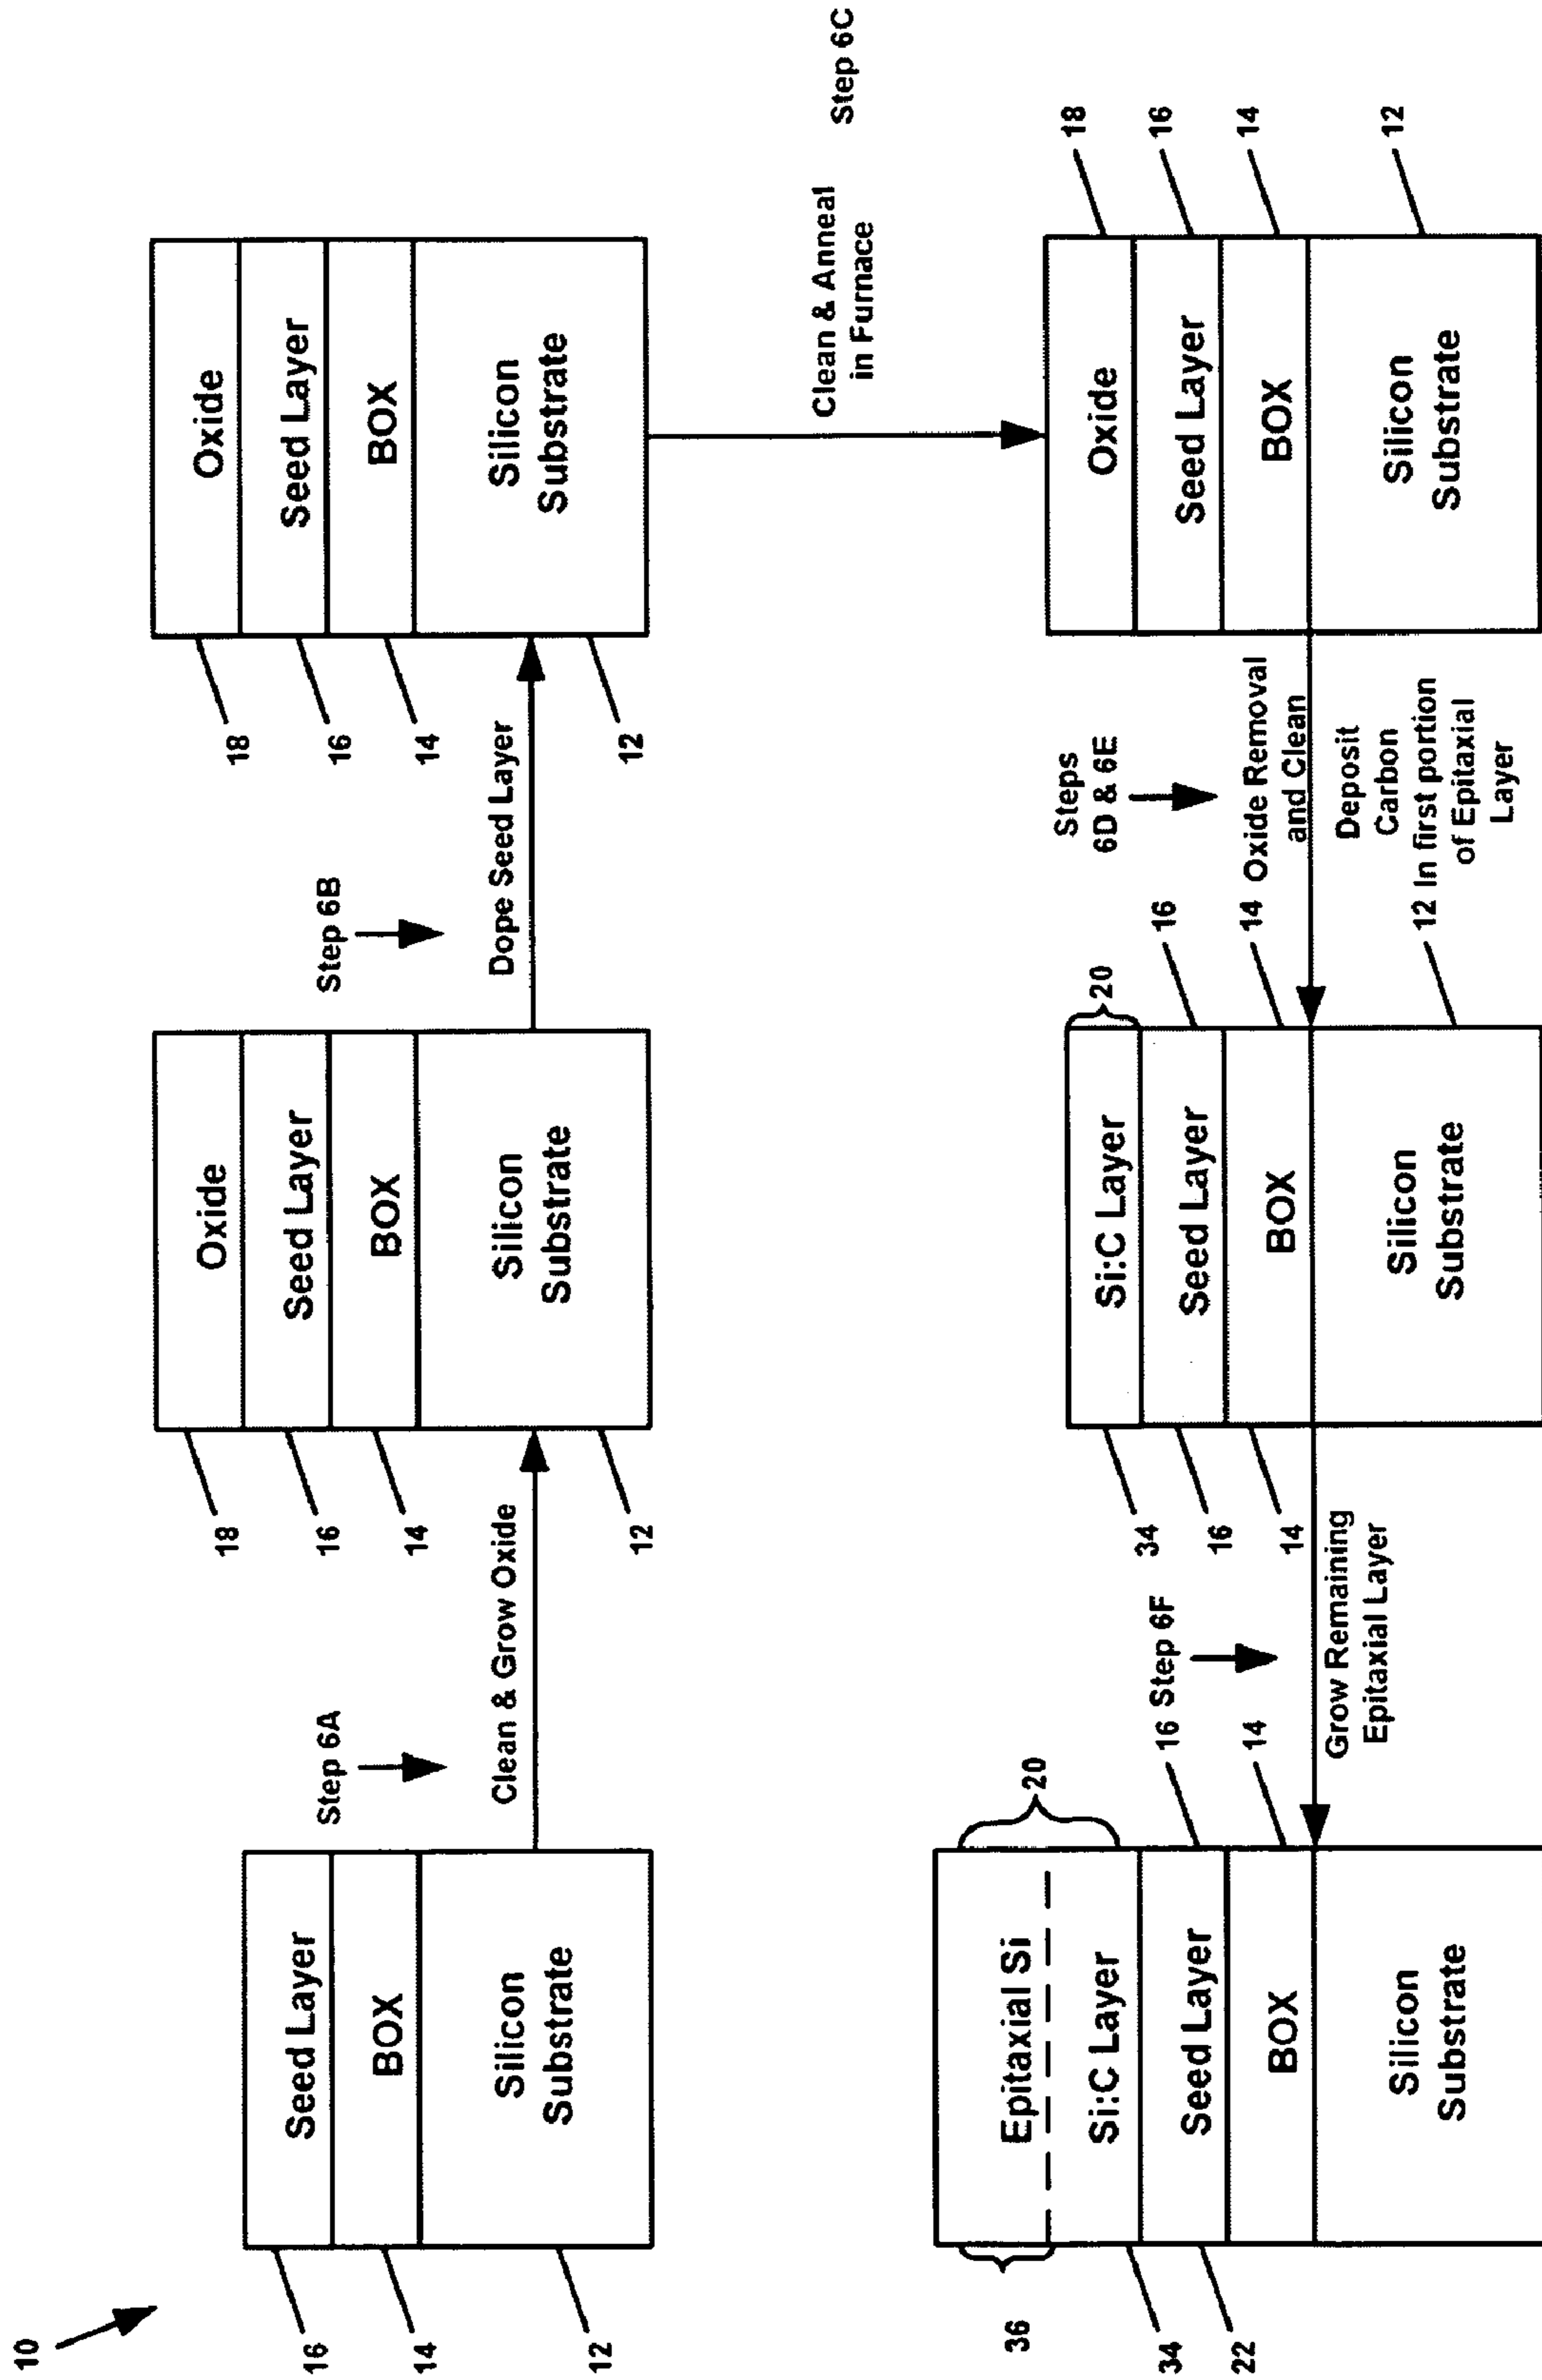 10
Seed Layer
BOX
Silicon
Substrate
16
14
12
Step 6A
Clean & Grow Oxide
Oxide
Seed Layer
BOX
Silicon
Substrate
18
16
14
12
Step 6B
Dope Seed Layer
Oxide
Seed Layer
BOX
Silicon
Substrate
18
16
14
12
Clean & Anneal
in Furnace
Step 6C
Oxide
Seed Layer
BOX
Silicon
Substrate
18
16
14
12
Steps
6D & 6E
Oxide Removal
and Clean
Deposit
Carbon
In first portion
of Epitaxial
Layer
Si:C Layer
Seed Layer
BOX
Silicon
Substrate
20
16
14
12
34
16
14
Step 6F
Grow Remaining
Epitaxial Layer
Epitaxial Si
Si:C Layer
Seed Layer
BOX
Silicon
Substrate
20
16
14
36
34
22